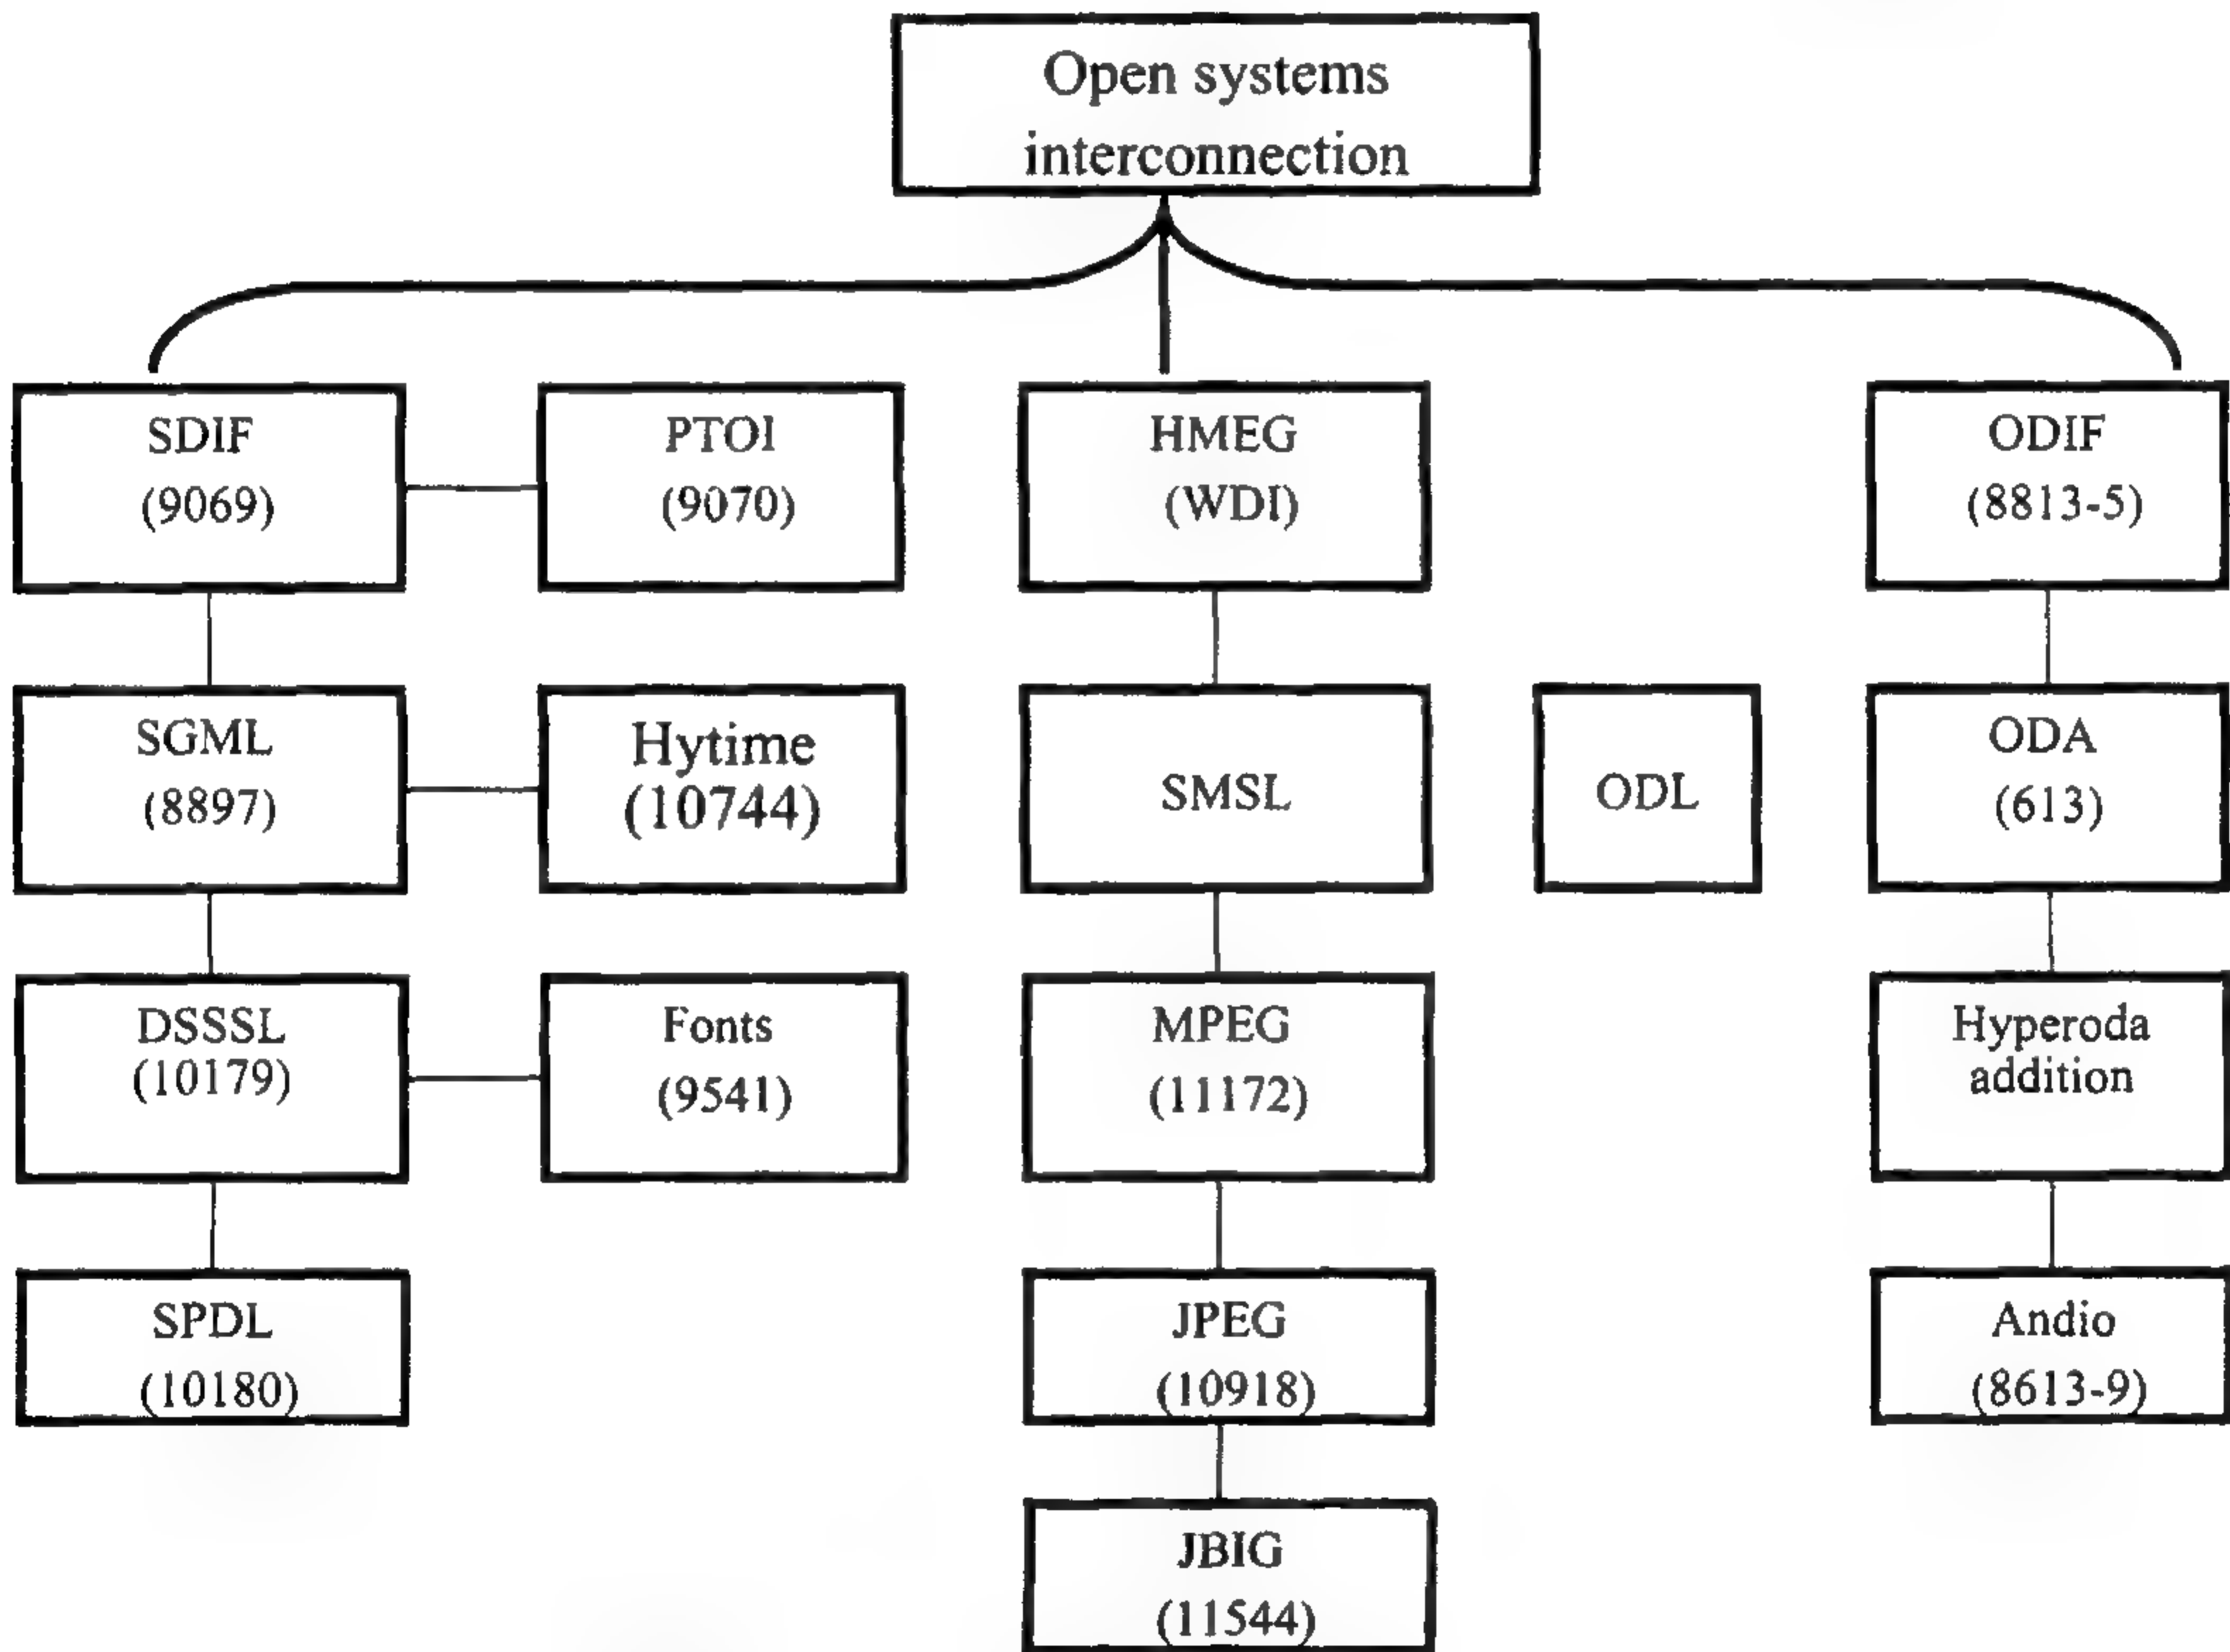 Open systems
interconnection
SDIF
(9069)
PTOI
(9070)
HMEG
(WDI)
ODIF
(8813-5)
SGML
(8897)
Hytime
(10744)
SMSL
ODL
ODA
(613)
DSSSL
(10179)
Fonts
(9541)
MPEG
(11172)
Hyperoda
addition
SPDL
(10180)
JPEG
(10918)
Andio
(8613-9)
JBIG
(11544)